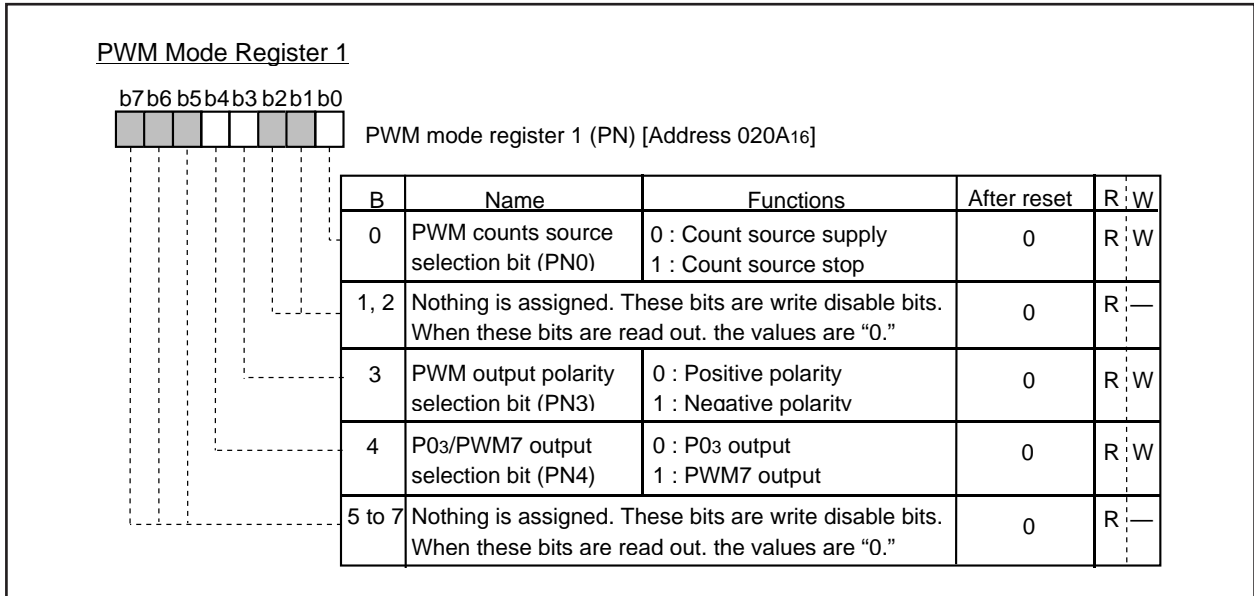 PWM Mode Register 1
b7 b6 b5 b4 b3 b2 b1 b0
PWM mode register 1 (PN) [Address 020A16]
B Name Functions After reset R W
0 PWM counts source selection bit (PN0) 0 : Count source supply 1 : Count source stop 0 R W
1, 2 Nothing is assigned. These bits are write disable bits. When these bits are read out, the values are “0.” 0 R —
3 PWM output polarity selection bit (PN3) 0 : Positive polarity 1 : Negative polarity 0 R W
4 P03/PWM7 output selection bit (PN4) 0 : P03 output 1 : PWM7 output 0 R W
5 to 7 Nothing is assigned. These bits are write disable bits. When these bits are read out, the values are “0.” 0 R —